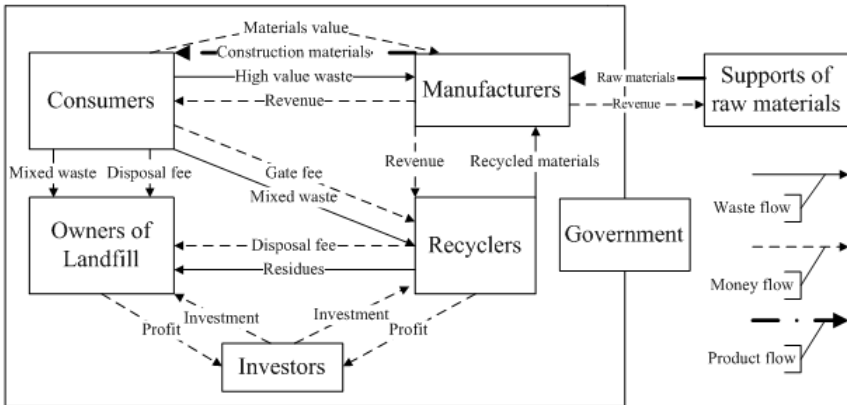 Materials value
Construction materials
High value waste
Revenue
Consumers
Manufacturers
Raw materials
Revenue
Supports of
raw materials
Mixed waste
Disposal fee
Gate fee
Mixed waste
Revenue
Recycled materials
Owners of
Landfill
Disposal fee
Residues
Recyclers
Government
Waste flow
Money flow
Product flow
Profit
Investment
Investment
Profit
Investors